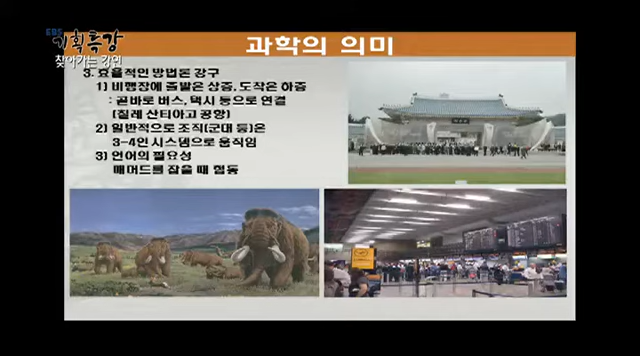 EBS
기획특강
찾아가는 강연
과학의 의미
3. 효율적인 방법론 강구
1) 비행장에 출발은 상층, 도착은 하층
: 곧바로 버스, 택시 등으로 연결
(칠레 산티아고 공항)
2) 일반적으로 조직(군대 등)은
3-4인 시스템으로 움직임
3) 언어의 필요성
매머드를 잡을 때 협동